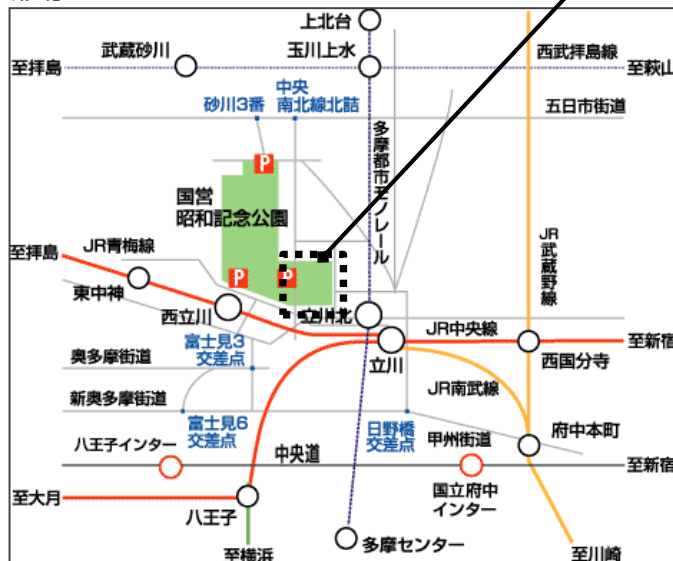 上北台
武蔵砂川
玉川上水
西武拝島線
至拝島
至萩山
中央
南北線北詰
砂川3番
五日市街道
多摩都市モノレール
P
国営
昭和記念公園
JR武蔵野線
至拝島
JR青梅線
P
P
東中神
西立川
立川北
JR中央線
至新宿
富士見3
交差点
立川
西国分寺
奥多摩街道
JR南武線
新奥多摩街道
富士見6
交差点
日野橋
交差点
甲州街道
府中本町
八王子インター
中央道
至新宿
国立府中
インター
至大月
八王子
多摩センター
至横浜
至川崎